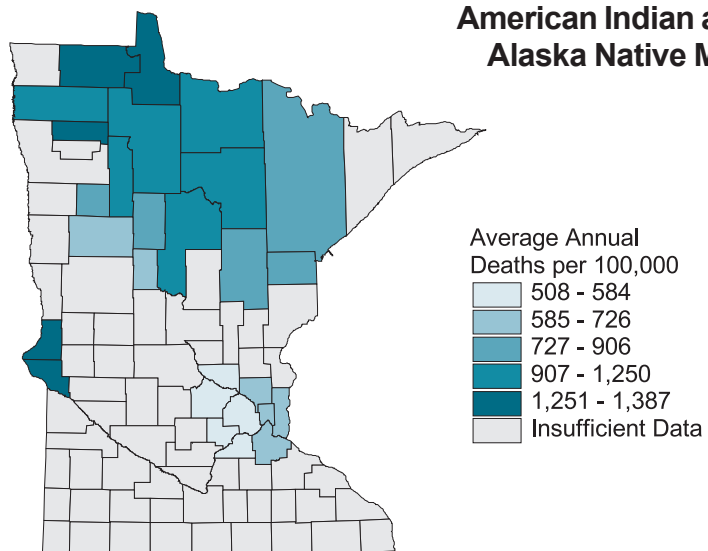 American Indian a
Alaska Native M
Average Annual
Deaths per 100,000
508 - 584
585 - 726
727 - 906
907 - 1,250
1,251 - 1,387
Insufficient Data